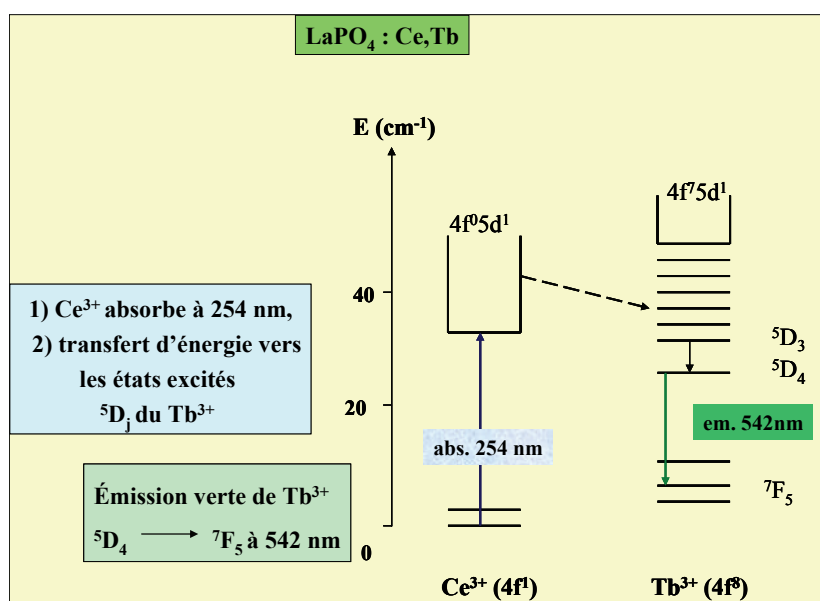 LaPO₄ : Ce,Tb
E (cm⁻¹)
4f⁷5d¹
4f⁰5d¹
40
1) Ce³⁺ absorbe à 254 nm,
2) transfert d’énergie vers
les états excités
⁵Dⱼ du Tb³⁺
⁵D₃
⁵D₄
20
em. 542nm
abs. 254 nm
Émission verte de Tb³⁺
⁵D₄ → ⁷F₅ à 542 nm
⁷F₅
0
Ce³⁺ (4f¹)
Tb³⁺ (4f⁸)